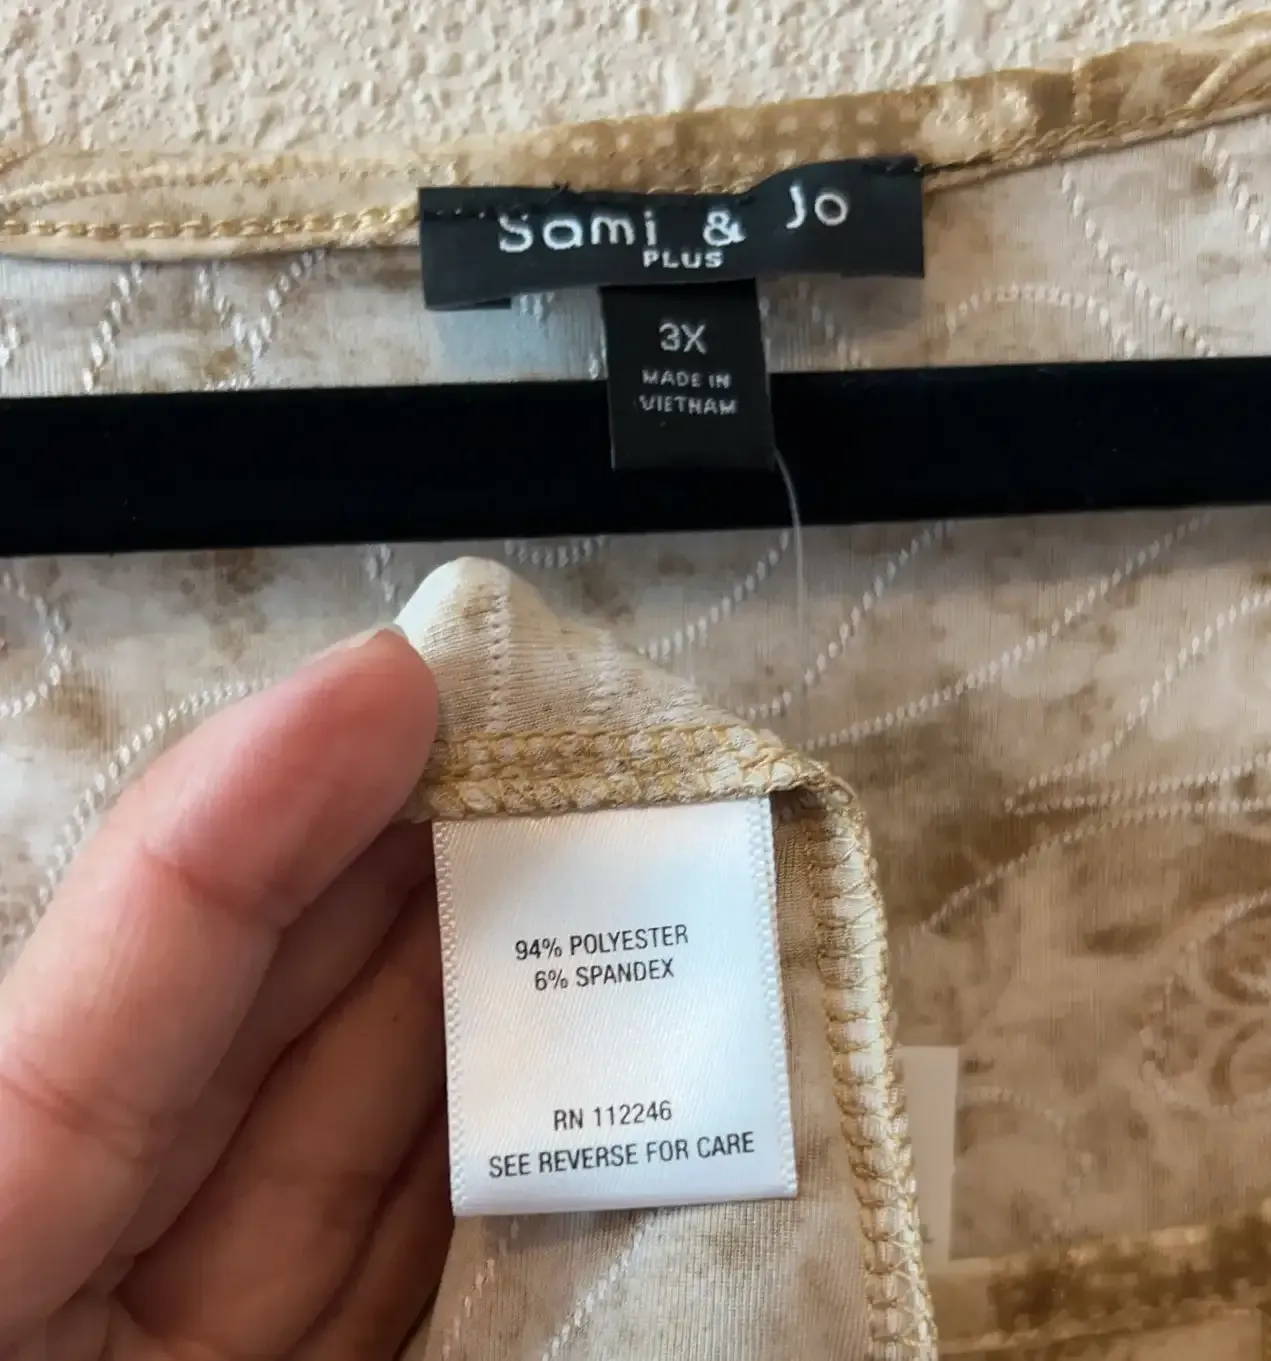 Sami & Jo
PLUS
3X
MADE IN
VIETNAM
94% POLYESTER
6% SPANDEX
RN 112246
SEE REVERSE FOR CARE